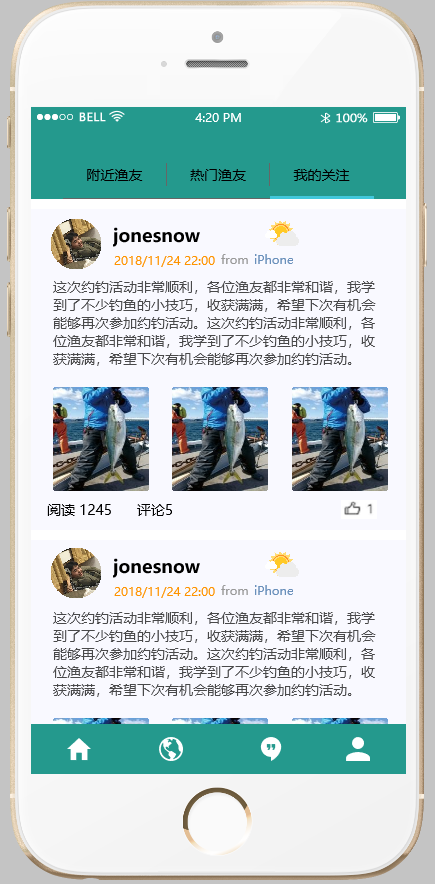 BELL 4:20 PM 100%
附近渔友 热门渔友 我的关注
jonesnow
2018/11/24 22:00 from iPhone
这次约钓活动非常顺利，各位渔友都非常和谐，我学
到了不少钓鱼的小技巧，收获满满，希望下次有机会
能够再次参加约钓活动。这次约钓活动非常顺利，各
位渔友都非常和谐，我学到了不少钓鱼的小技巧，收
获满满，希望下次有机会能够再次参加约钓活动。
阅读 1245 评论5 1
jonesnow
2018/11/24 22:00 from iPhone
这次约钓活动非常顺利，各位渔友都非常和谐，我学
到了不少钓鱼的小技巧，收获满满，希望下次有机会
能够再次参加约钓活动。这次约钓活动非常顺利，各
位渔友都非常和谐，我学到了不少钓鱼的小技巧，收
获满满，希望下次有机会能够再次参加约钓活动。